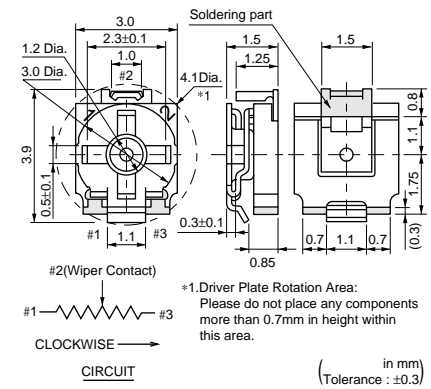 3.0
Soldering part
2.3±0.1
1.2 Dia.
1.0
1.5
1.5
3.0 Dia.
#2
4.1Dia.
1.25
*1
1
2
0.8
3.9
1.1
0.5±0.1
1.75
#1
1.1
#3
0.3±0.1
0.7
1.1
0.7
(0.3)
0.85
#2(Wiper Contact)
*1.Driver Plate Rotation Area:
Please do not place any components
more than 0.7mm in height within
this area.
#1
#3
CLOCKWISE
CIRCUIT
(in mm
Tolerance : ±0.3)